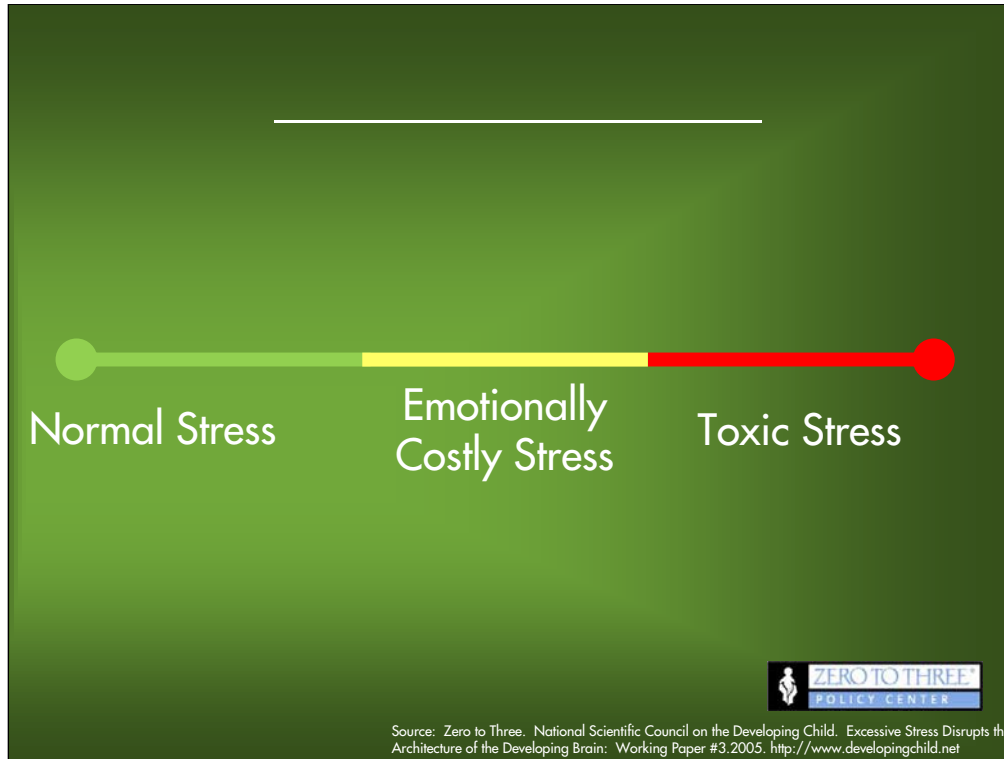 Normal Stress
Emotionally
Costly Stress
Toxic Stress
ZERO TO THREE®
POLICY CENTER
Source: Zero to Three. National Scientific Council on the Developing Child. Excessive Stress Disrupts th
Architecture of the Developing Brain: Working Paper #3.2005. http://www.developingchild.net